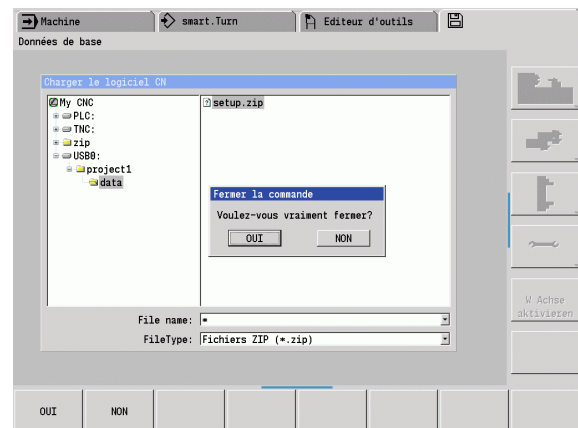 Machine
smart.Turn
Editeur d'outils
Données de base
Charger le logiciel CN
My CNC
PLC:
TNC:
zip
USB0:
project1
data
setup.zip
Fermer la commande
Voulez-vous vraiment fermer?
OUI NON
File name: *
FileType: Fichiers ZIP (*.zip)
W Achse
aktivieren
OUI NON